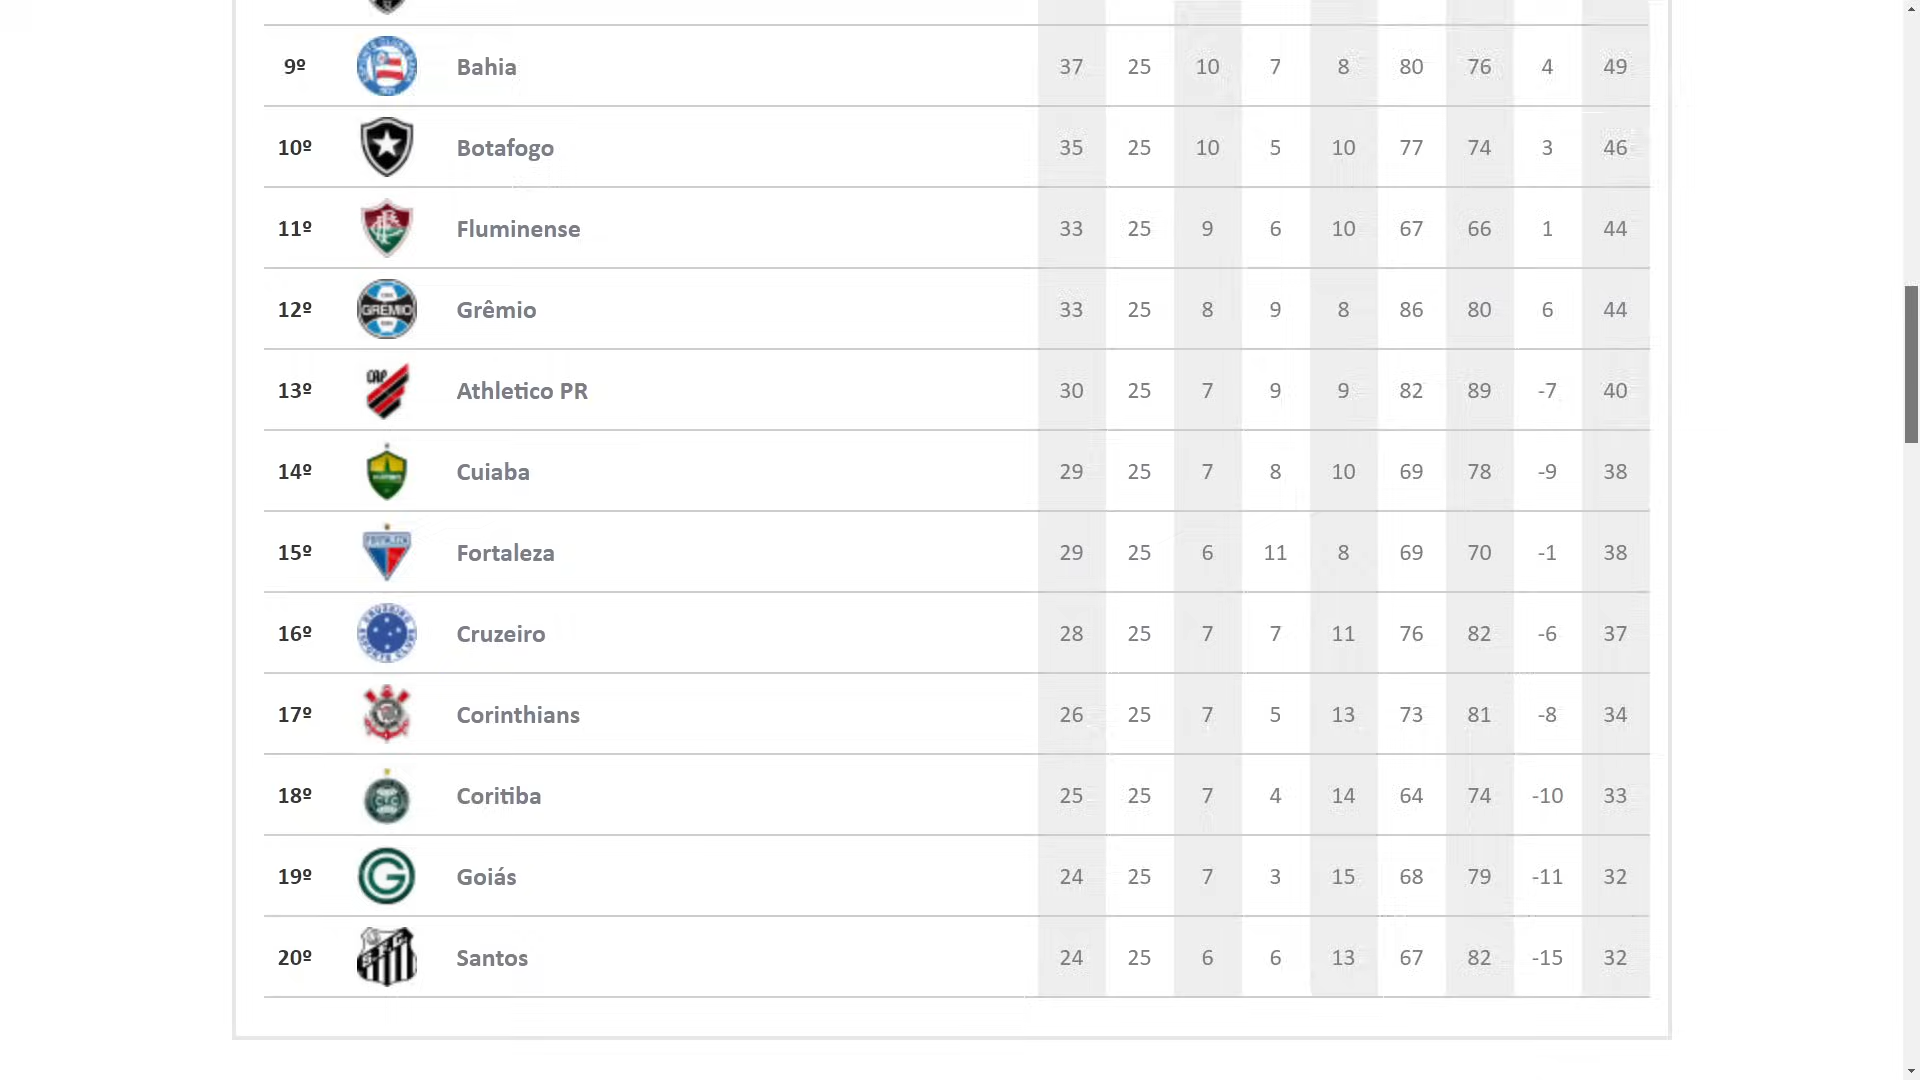 9º Bahia 37 25 10 7 8 80 76 4 49
10º Botafogo 35 25 10 5 10 77 74 3 46
11º Fluminense 33 25 9 6 10 67 66 1 44
12º GRÊMIO Grêmio 33 25 8 9 8 86 80 6 44
13º CAP Athletico PR 30 25 7 9 9 82 89 -7 40
14º Cuiaba 29 25 7 8 10 69 78 -9 38
15º FORTALEZA Fortaleza 29 25 6 11 8 69 70 -1 38
16º CRUZEIRO ESPORTE CLUBE Cruzeiro 28 25 7 7 11 76 82 -6 37
17º Corinthians 26 25 7 5 13 73 81 -8 34
18º CFC Coritiba 25 25 7 4 14 64 74 -10 33
19º G Goiás 24 25 7 3 15 68 79 -11 32
20º Santos 24 25 6 6 13 67 82 -15 32